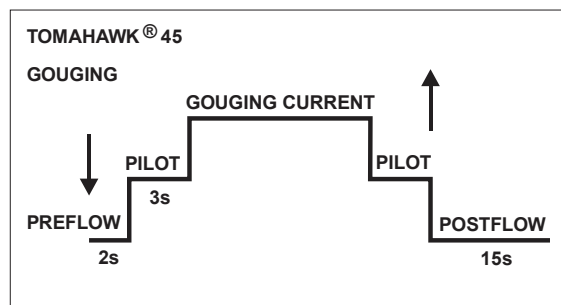 TOMAHAWK ® 45
GOUGING
GOUGING CURRENT
PILOT
PILOT
3s
PREFLOW
POSTFLOW
2s
15s